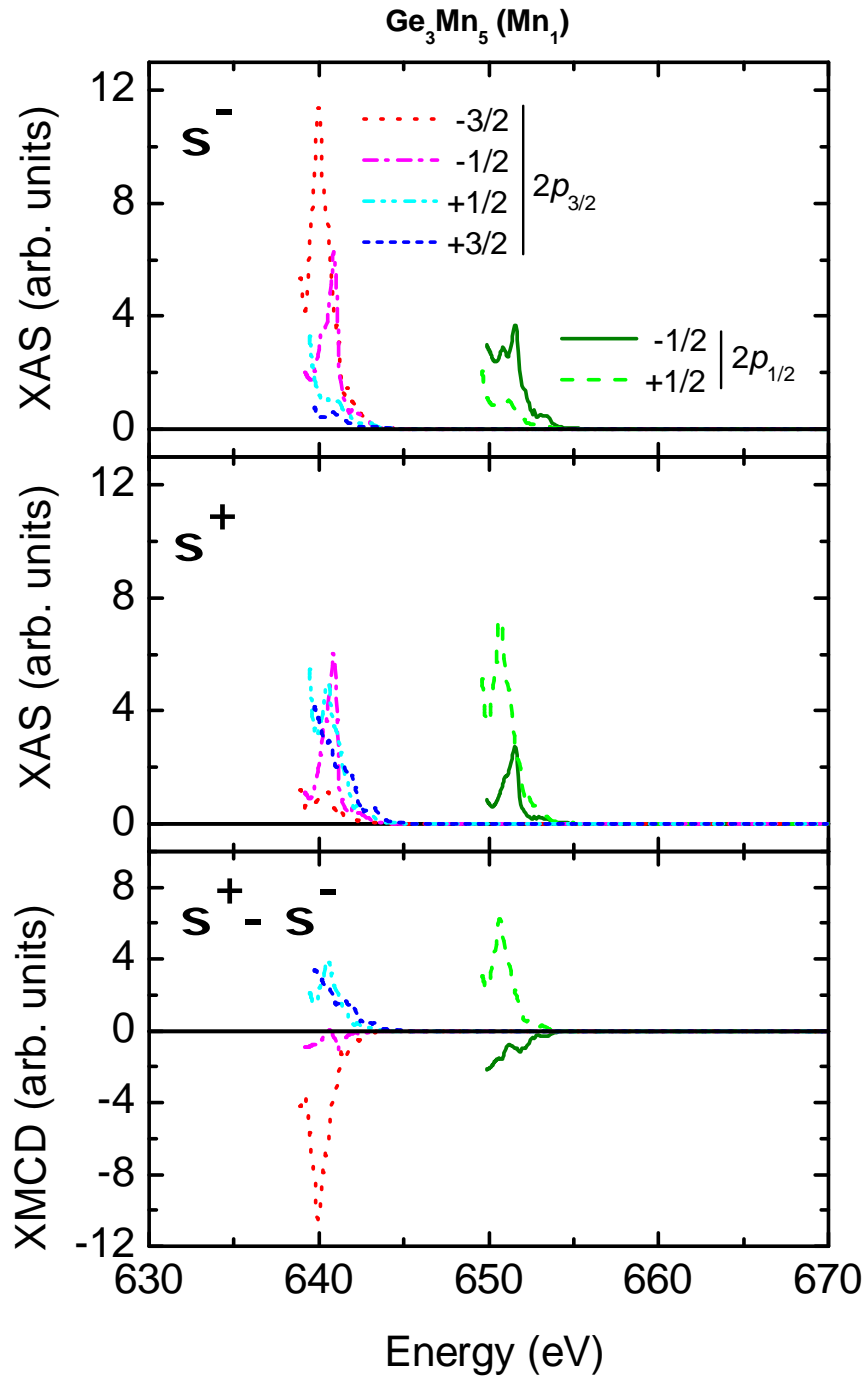 Ge3Mn5 (Mn1)
XAS (arb. units)
12
8
4
0
s-
-3/2
-1/2
+1/2
+3/2
2p3/2
-1/2
+1/2
2p1/2
XAS (arb. units)
12
8
4
0
s+
XMCD (arb. units)
8
4
0
-4
-8
-12
s+- s-
630 640 650 660 670
Energy (eV)